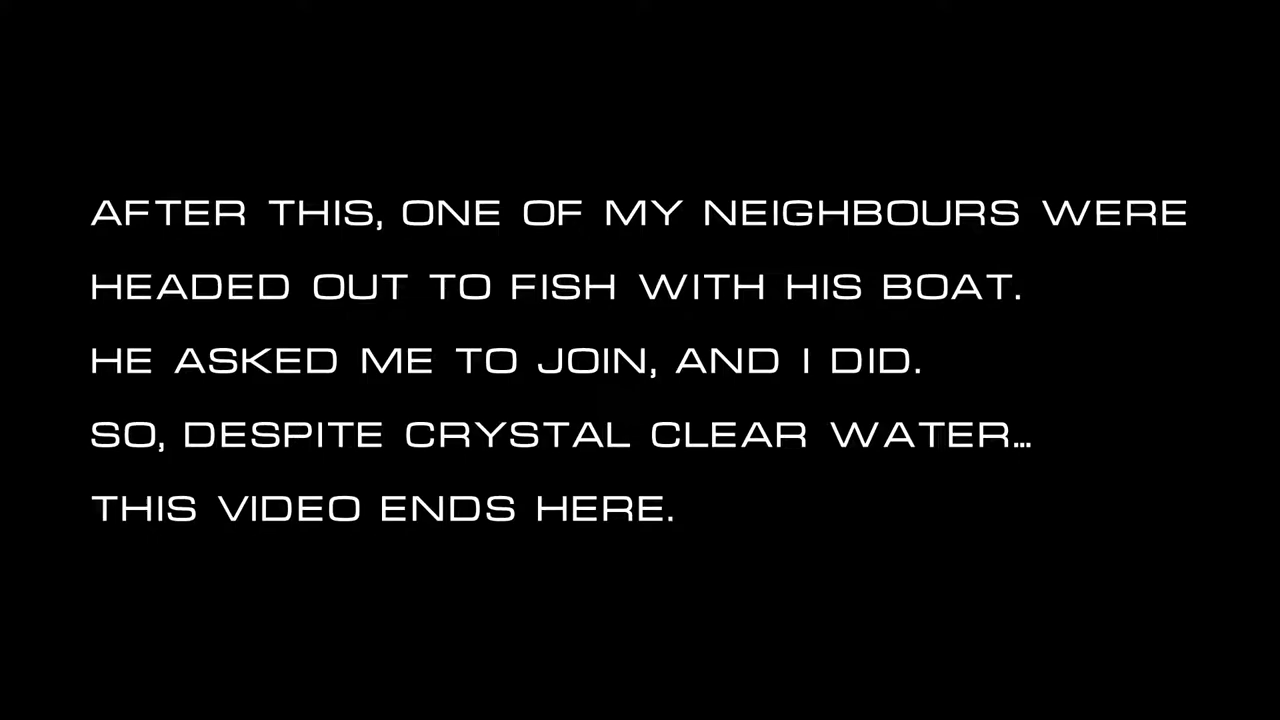 AFTER THIS, ONE OF MY NEIGHBOURS WERE
HEADED OUT TO FISH WITH HIS BOAT.
HE ASKED ME TO JOIN, AND I DID.
SO, DESPITE CRYSTAL CLEAR WATER...
THIS VIDEO ENDS HERE.